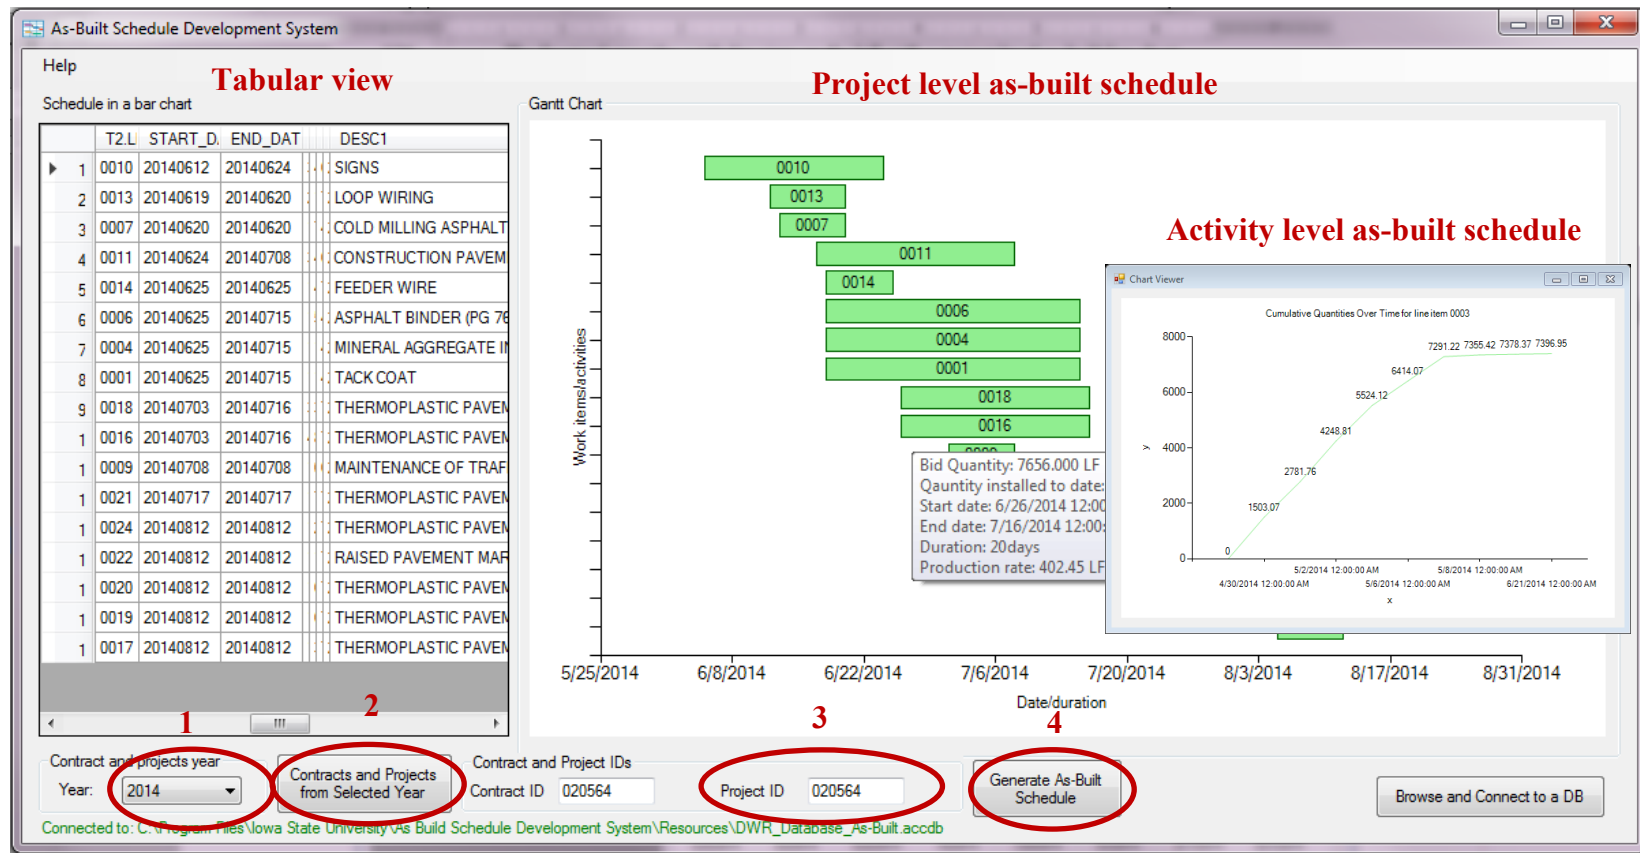 As-Built Schedule Development System
Help
Tabular view
Project level as-built schedule
Schedule in a bar chart
T2.L START_D. END_DAT DESC1
1 0010 20140612 20140624 SIGNS
2 0013 20140619 20140620 LOOP WIRING
3 0007 20140620 20140620 COLD MILLING ASPHALT
4 0011 20140624 20140708 CONSTRUCTION PAVEM
5 0014 20140625 20140625 FEEDER WIRE
6 0006 20140625 20140715 ASPHALT BINDER (PG 76
7 0004 20140625 20140715 MINERAL AGGREGATE I
8 0001 20140625 20140715 TACK COAT
9 0018 20140703 20140716 THERMOPLASTIC PAVEM
1 0016 20140703 20140716 THERMOPLASTIC PAVEM
1 0009 20140708 20140708 MAINTENANCE OF TRAF
1 0021 20140717 20140717 THERMOPLASTIC PAVEM
1 0024 20140812 20140812 THERMOPLASTIC PAVEM
1 0022 20140812 20140812 RAISED PAVEMENT MAR
1 0020 20140812 20140812 THERMOPLASTIC PAVEM
1 0019 20140812 20140812 THERMOPLASTIC PAVEM
1 0017 20140812 20140812 THERMOPLASTIC PAVEM
Gantt Chart
Work items/activities
0010
0013
0007
0011
0014
0006
0004
0001
0018
0016
Bid Quantity: 7656.000 LF
Qauntity installed to date:
Start date: 6/26/2014 12:00
End date: 7/16/2014 12:00:
Duration: 20days
Production rate: 402.45 LF
5/25/2014 6/8/2014 6/22/2014 7/6/2014 7/20/2014 8/3/2014 8/17/2014 8/31/2014
Date/duration
Activity level as-built schedule
Chart Viewer
Cumulative Quantities Over Time for line item 0003
8000
6000
4000
2000
0
y
0
1503.07
2781.76
4248.81
5524.12
6414.07
7291.22 7355.42 7378.37 7396.95
5/2/2014 12:00:00 AM 5/8/2014 12:00:00 AM
4/30/2014 12:00:00 AM 5/6/2014 12:00:00 AM 6/21/2014 12:00:00 AM
x
1
2
3
4
Contract and projects year
Year: 2014
Contracts and Projects
from Selected Year
Contract and Project IDs
Contract ID 020564
Project ID 020564
Generate As-Built
Schedule
Browse and Connect to a DB
Connected to: C:\Program Files\Iowa State University\As Build Schedule Development System\Resources\DWR_Database_As-Built.accdb